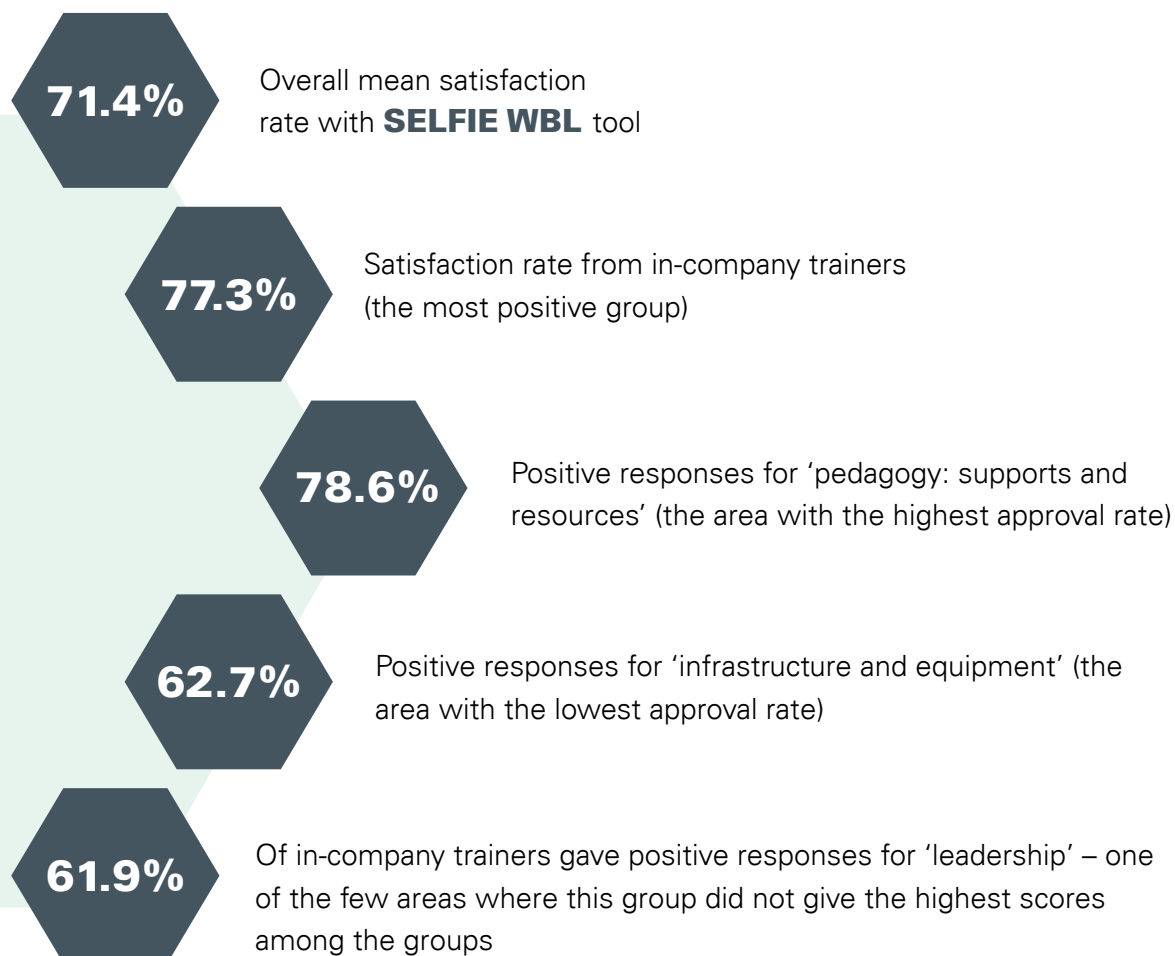 71.4%
Overall mean satisfaction
rate with SELFIE WBL tool
77.3%
Satisfaction rate from in-company trainers
(the most positive group)
78.6%
Positive responses for ‘pedagogy: supports and
resources’ (the area with the highest approval rate)
62.7%
Positive responses for ‘infrastructure and equipment’ (the
area with the lowest approval rate)
61.9%
Of in-company trainers gave positive responses for ‘leadership’ – one
of the few areas where this group did not give the highest scores
among the groups